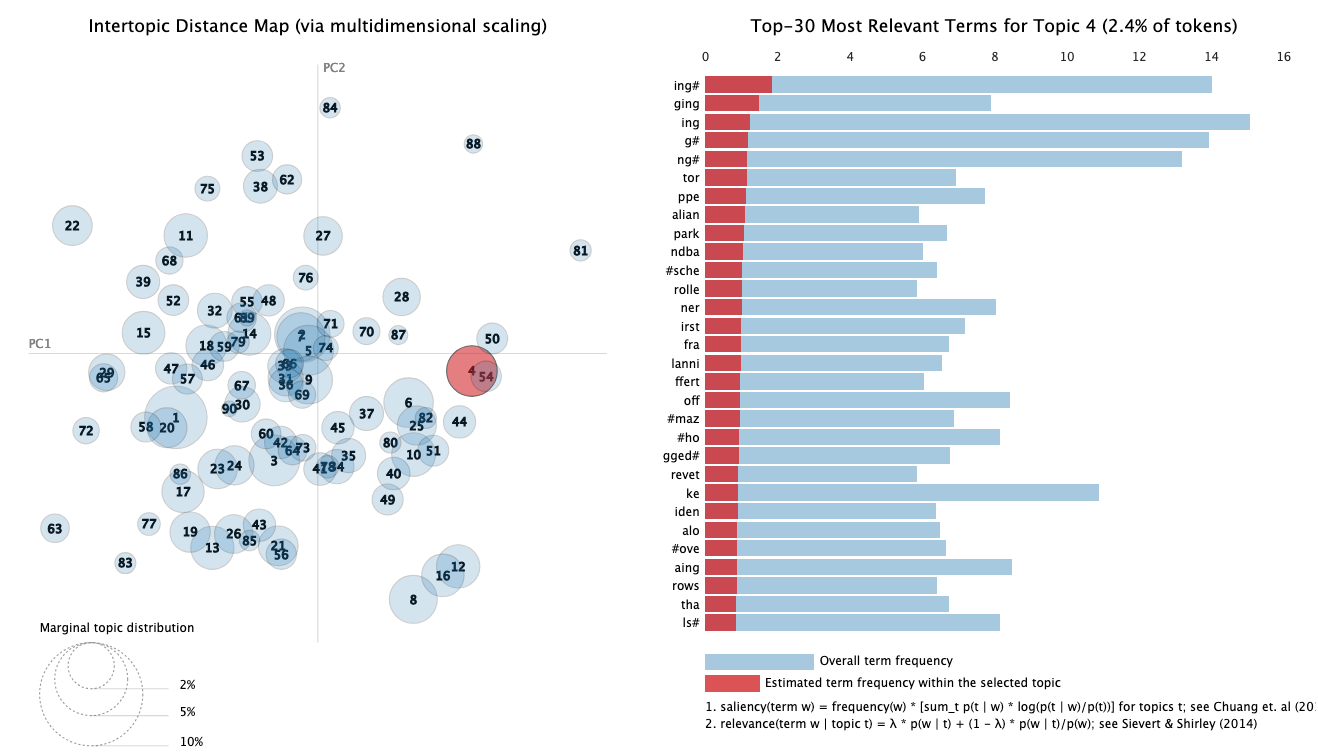 Intertopic Distance Map (via multidimensional scaling)
PC2
PC1
84
88
53
62
38
75
22
11
27
81
68
76
39
52
55
48
28
32
14
71
70
87
50
15
18
59
79
2
5
74
4
54
29
65
47
46
57
9
67
69
30
90
6
37
82
25
44
1
58
20
72
60
42
64
73
45
80
51
10
35
3
23
24
86
41
78
34
40
17
49
63
77
19
26
43
13
85
21
56
83
12
16
8
Marginal topic distribution
2%
5%
10%
Top-30 Most Relevant Terms for Topic 4 (2.4% of tokens)
0 2 4 6 8 10 12 14 16
ing#
ging
ing
g#
ng#
tor
ppe
alian
park
ndba
#sche
rolle
ner
irst
fra
lanni
ffert
off
#maz
#ho
gged#
revet
ke
iden
alo
#ove
aing
rows
tha
ls#
Overall term frequency
Estimated term frequency within the selected topic
1. saliency(term w) = frequency(w) * [sum_t p(t | w) * log(p(t | w)/p(t))] for topics t; see Chuang et. al (20
2. relevance(term w | topic t) = λ * p(w | t) + (1 - λ) * p(w | t)/p(w); see Sievert & Shirley (2014)